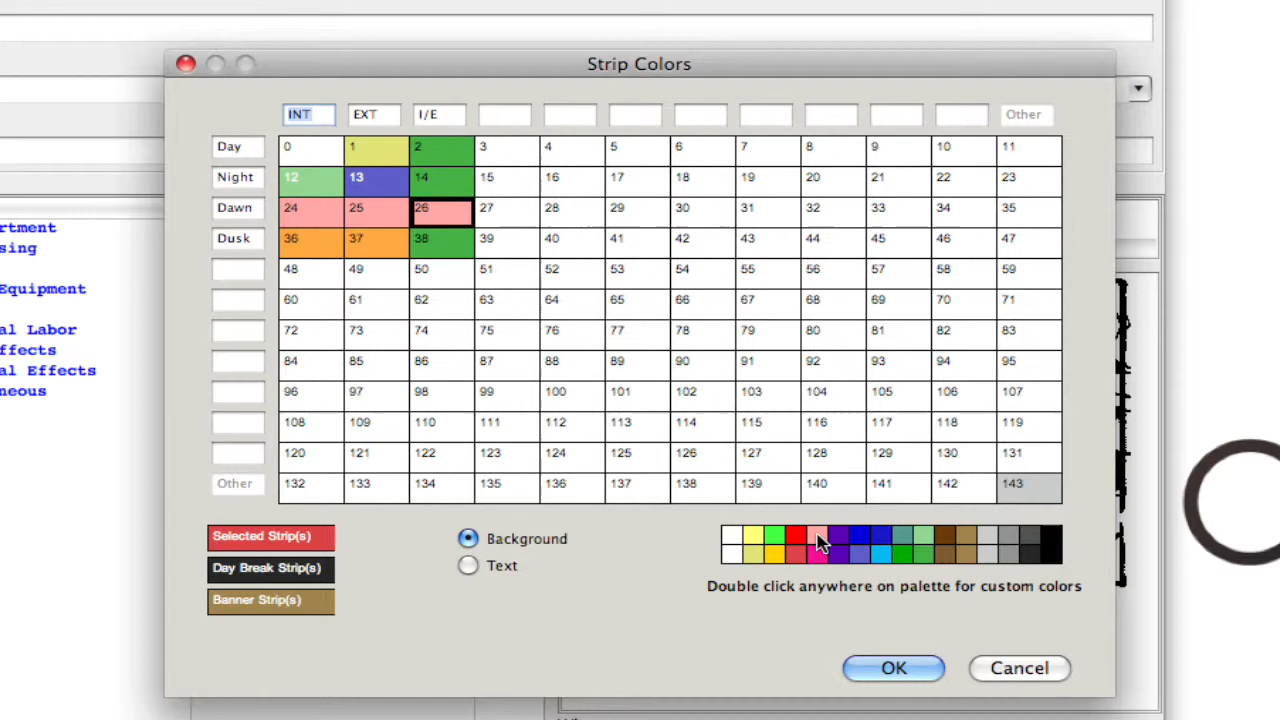 Strip Colors
INT EXT I/E Other
Day 0 1 2 3 4 5 6 7 8 9 10 11
Night 12 13 14 15 16 17 18 19 20 21 22 23
Dawn 24 25 26 27 28 29 30 31 32 33 34 35
Dusk 36 37 38 39 40 41 42 43 44 45 46 47
48 49 50 51 52 53 54 55 56 57 58 59
60 61 62 63 64 65 66 67 68 69 70 71
72 73 74 75 76 77 78 79 80 81 82 83
84 85 86 87 88 89 90 91 92 93 94 95
96 97 98 99 100 101 102 103 104 105 106 107
108 109 110 111 112 113 114 115 116 117 118 119
120 121 122 123 124 125 126 127 128 129 130 131
Other 132 133 134 135 136 137 138 139 140 141 142 143
rtment
sing
Equipment
al Labor
ffects
al Effects
neous
Selected Strip(s)
Day Break Strip(s)
Banner Strip(s)
Background
Text
Double click anywhere on palette for custom colors
OK Cancel